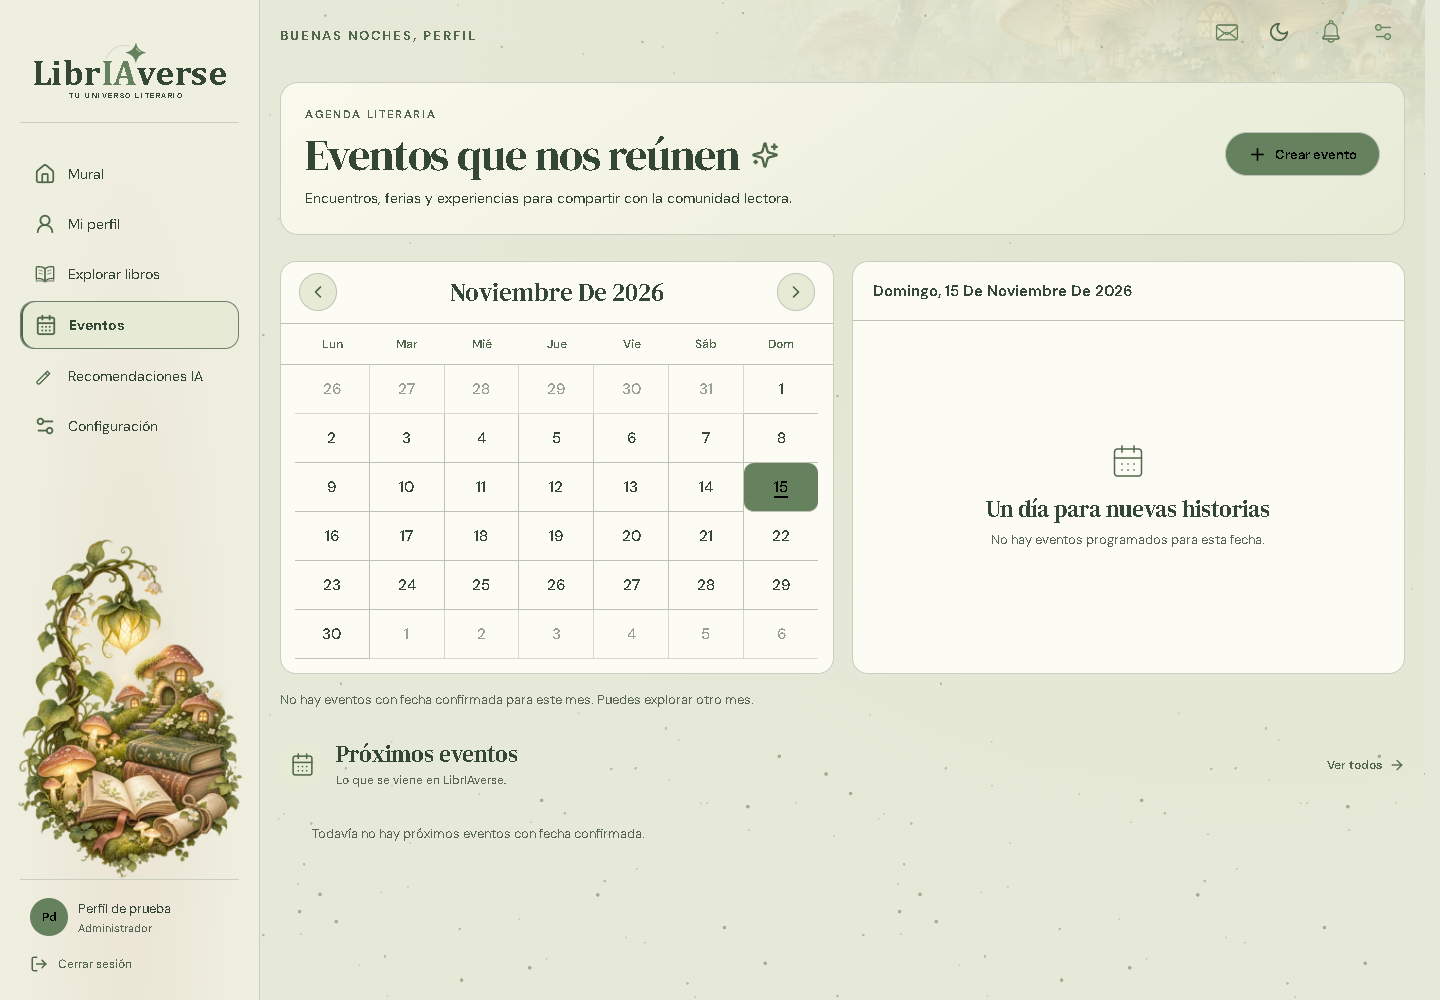 LibrIAverse
TU UNIVERSO LITERARIO
Mural
Mi perfil
Explorar libros
Eventos
Recomendaciones IA
Configuración
Pd
Perfil de prueba
Administrador
Cerrar sesión
BUENAS NOCHES, PERFIL
AGENDA LITERARIA
Eventos que nos reúnen
Encuentros, ferias y experiencias para compartir con la comunidad lectora.
Crear evento
Noviembre De 2026
Lun Mar Mié Jue Vie Sáb Dom
26 27 28 29 30 31 1
2 3 4 5 6 7 8
9 10 11 12 13 14 15
16 17 18 19 20 21 22
23 24 25 26 27 28 29
30 1 2 3 4 5 6
Domingo, 15 De Noviembre De 2026
Un día para nuevas historias
No hay eventos programados para esta fecha.
No hay eventos con fecha confirmada para este mes. Puedes explorar otro mes.
Próximos eventos
Lo que se viene en LibrIAverse.
Ver todos
Todavía no hay próximos eventos con fecha confirmada.